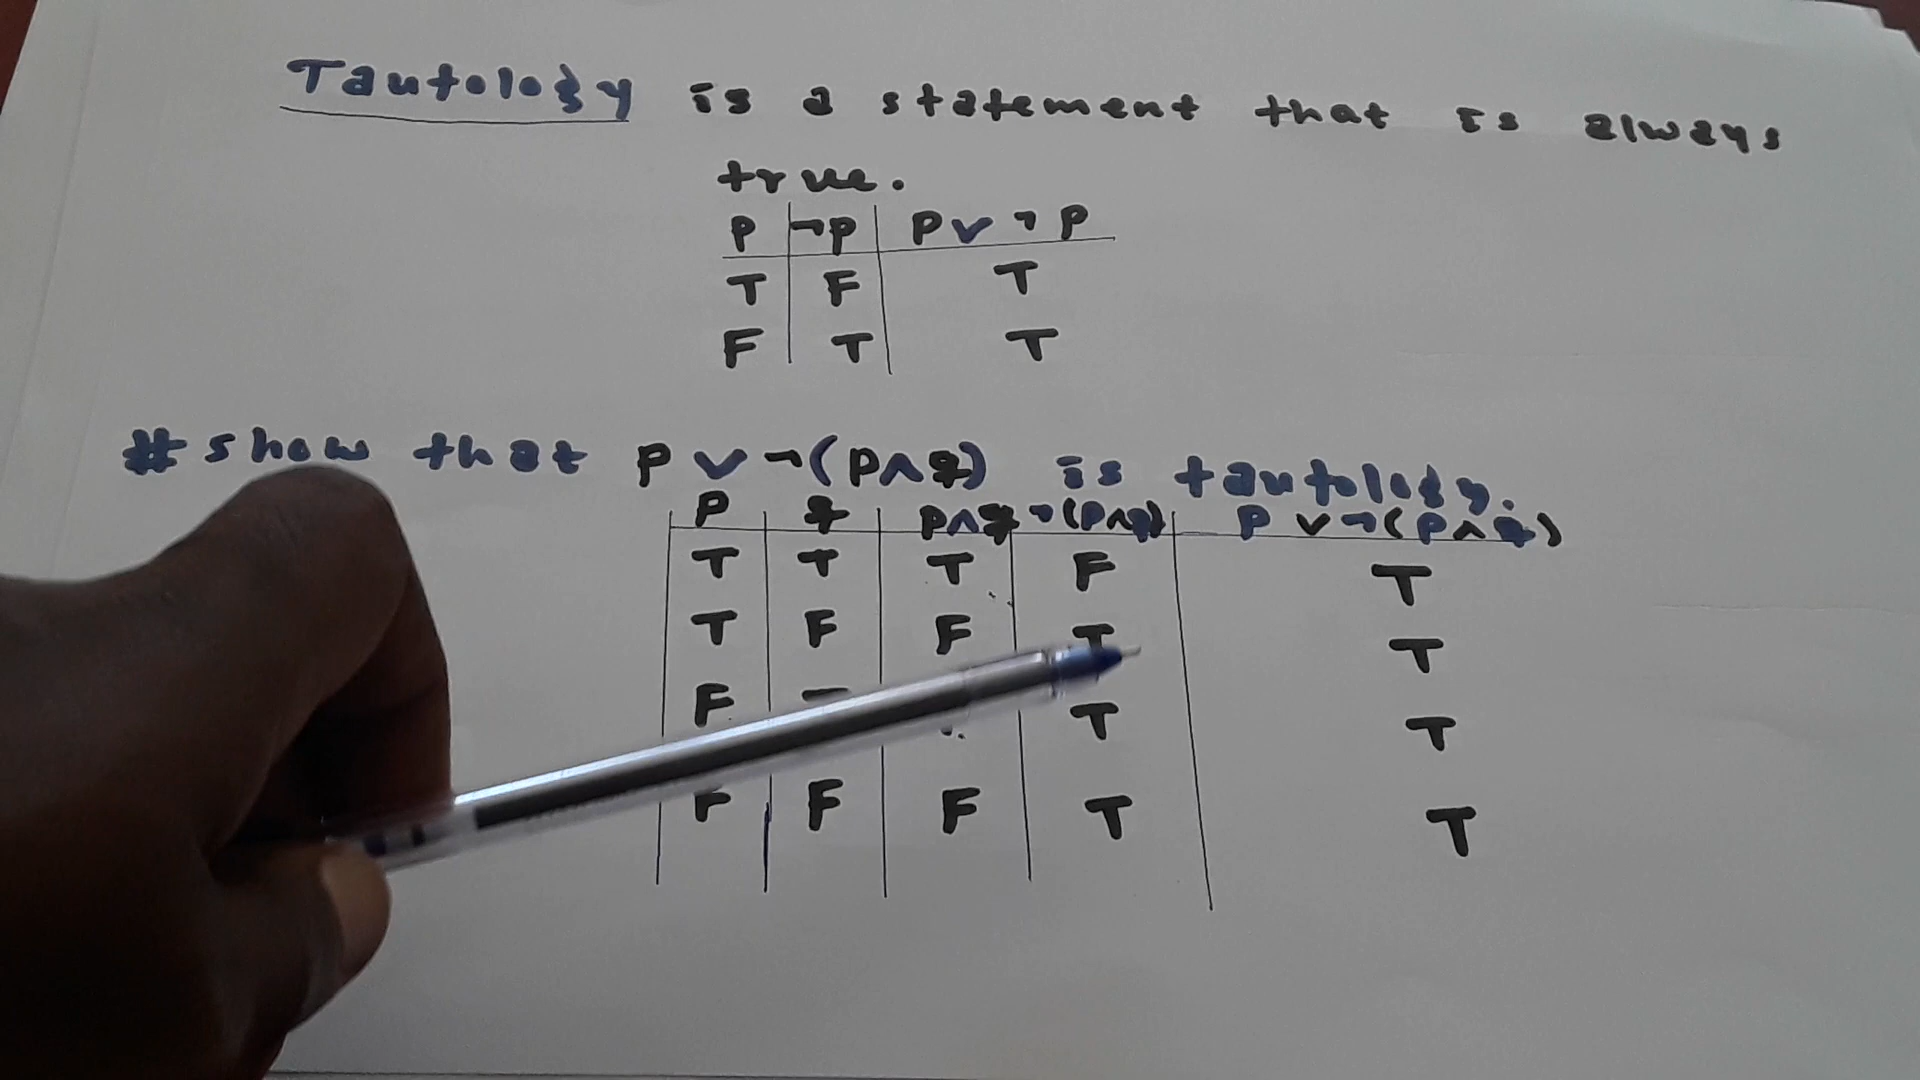 Tautology is a statement that is always
true.
P ¬P P ∨ ¬ P
T F T
F T T
# show that P ∨ ¬(P ∧ q) is tautology.
P q P∧q ¬(P∧q) P ∨ ¬(P ∧ q)
T T T F T
T F F T T
F T T
F F F T T